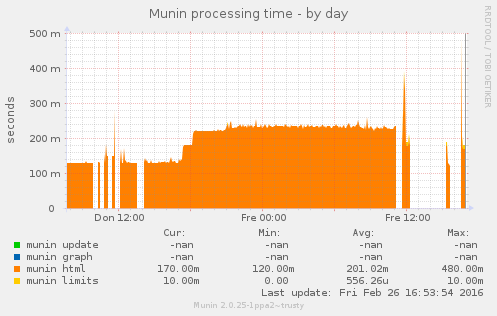 Munin processing time - by day
RRDTOOL / TOBI OETIKER
seconds
500 m
400 m
300 m
200 m
100 m
0
Don 12:00 Fre 00:00 Fre 12:00
Cur: Min: Avg: Max:
munin update -nan -nan -nan -nan
munin graph -nan -nan -nan -nan
munin html 170.00m 120.00m 201.02m 480.00m
munin limits 10.00m 0.00 556.26u 10.00m
Last update: Fri Feb 26 16:53:54 2016
Munin 2.0.25-1ppa2~trusty